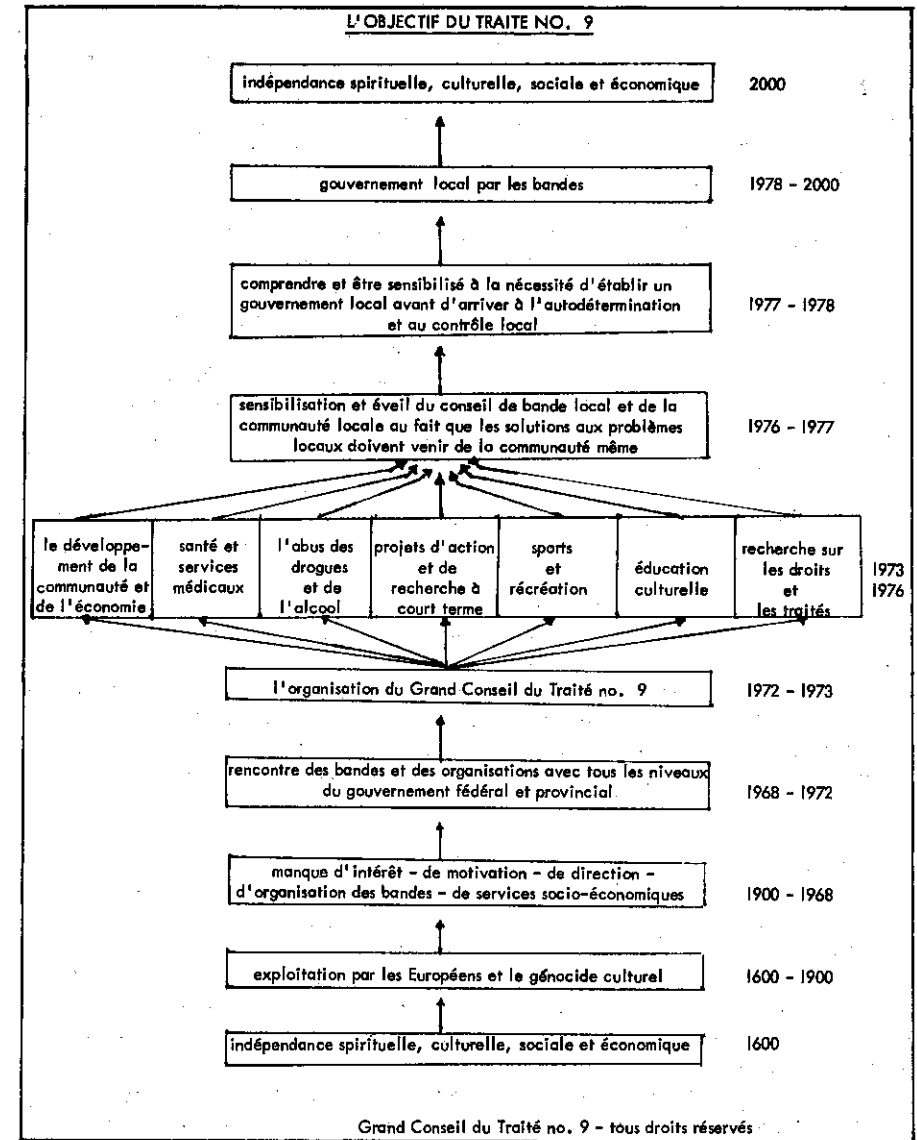 L'OBJECTIF DU TRAITE NO. 9
indépendance spirituelle, culturelle, sociale et économique 2000
gouvernement local par les bandes 1978 - 2000
comprendre et être sensibilisé à la nécessité d'établir un
gouvernement local avant d'arriver à l'autodétermination
et au contrôle local
1977 - 1978
sensibilisation et éveil du conseil de bande local et de la
communauté locale au fait que les solutions aux problèmes
locaux doivent venir de la communauté même
1976 - 1977
le développe-
ment de la
communauté et
de l'économie
santé et
services
médicaux
l'abus des
drogues
et de
l'alcool
projets d'action
et de
recherche à
court terme
sports
et
récréation
éducation
culturelle
recherche sur
les droits
et
les traités
1973
1976
l'organisation du Grand Conseil du Traité no. 9 1972 - 1973
rencontre des bandes et des organisations avec tous les niveaux
du gouvernement fédéral et provincial
1968 - 1972
manque d'intérêt - de motivation - de direction -
d'organisation des bandes - de services socio-économiques
1900 - 1968
exploitation par les Européens et le génocide culturel 1600 - 1900
indépendance spirituelle, culturelle, sociale et économique 1600
Grand Conseil du Traité no. 9 - tous droits réservés